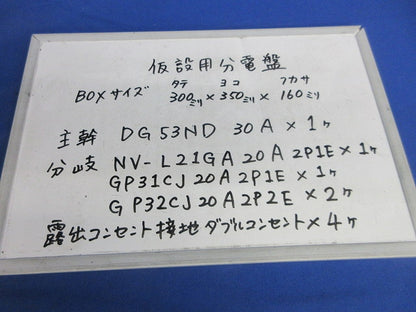 仮設用分電盤
タテ ヨコ フカサ
BOXサイズ 300ミリ×350ミリ×160ミリ
主幹 DG53ND 30A×1ヶ
分岐 NV-L21GA 20A 2P1E×1ヶ
GP31CJ 20A 2P1E×1ヶ
GP32CJ 20A 2P2E×2ヶ
露出コンセント接地ダブルコンセント×4ヶ